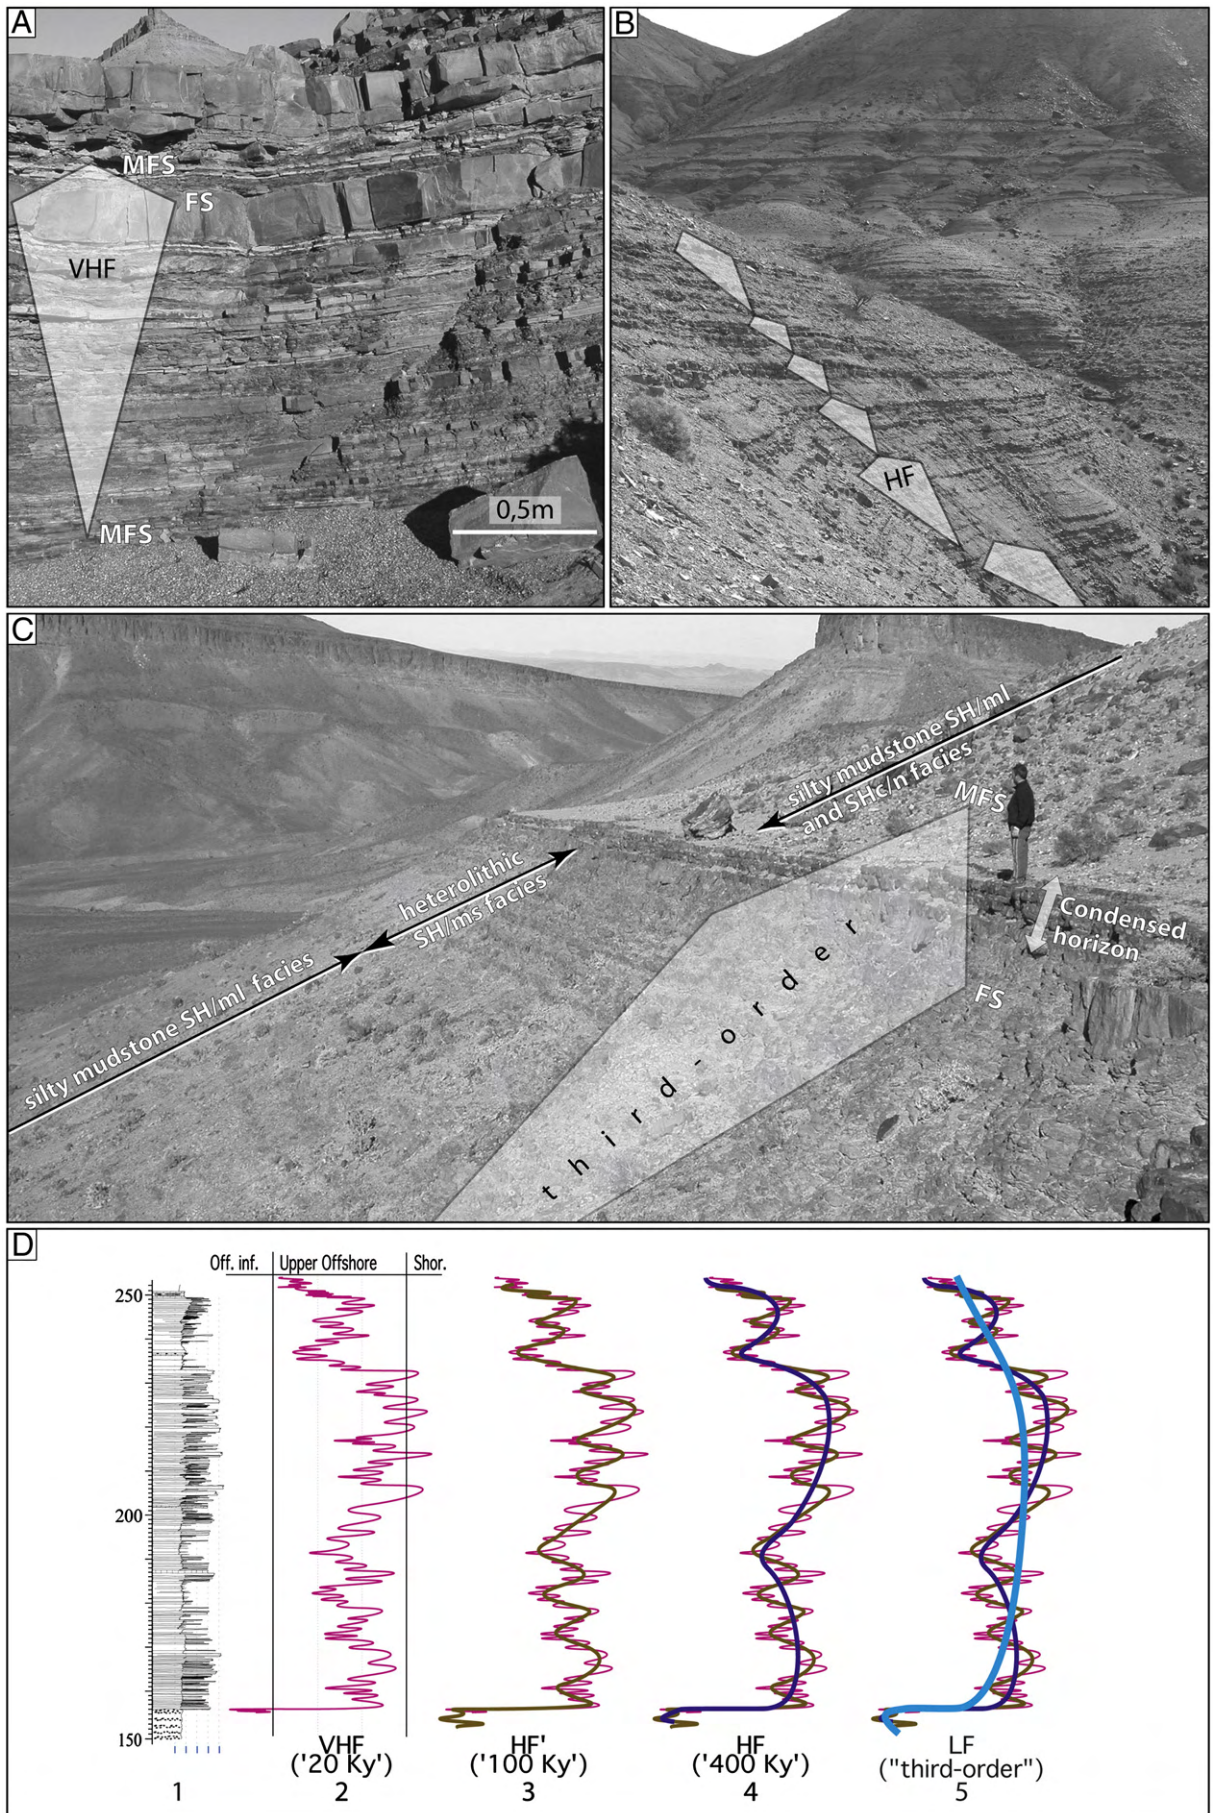 A
MFS
FS
VHF
MFS
0,5m
B
HF
C
silty mudstone SH/ml
and SHc/n facies
MFS
heterolithic
SH/ms facies
Condensed
horizon
silty mudstone SH/ml facies
FS
third-order
D
Off. inf. Upper Offshore Shor.
250
200
150
VHF HF' HF LF
('20 Ky') ('100 Ky') ('400 Ky') ("third-order")
1 2 3 4 5